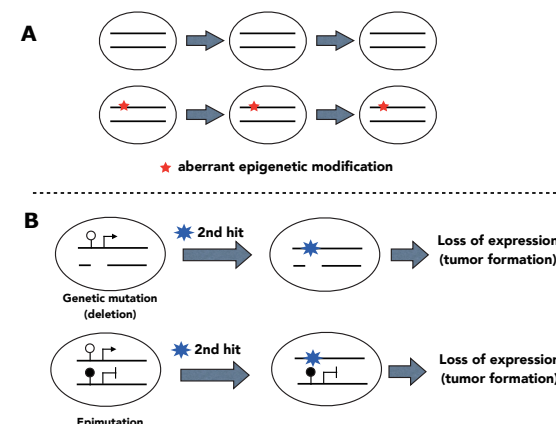 A
aberrant epigenetic modification
B
2nd hit
Loss of expression
(tumor formation)
Genetic mutation
(deletion)
2nd hit
Loss of expression
(tumor formation)
Epimutation